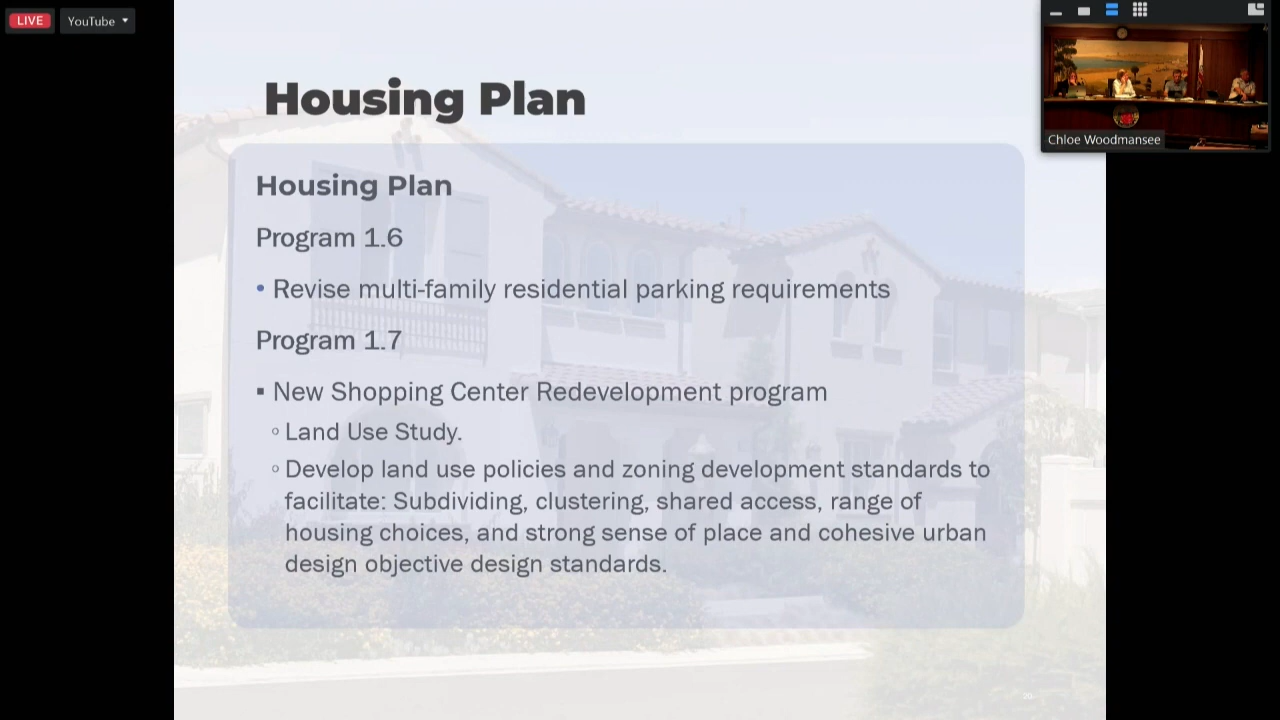 LIVE
YouTube
Housing Plan
Housing Plan
Program 1.6
• Revise multi-family residential parking requirements
Program 1.7
▪ New Shopping Center Redevelopment program
◦ Land Use Study.
◦ Develop land use policies and zoning development standards to
facilitate: Subdividing, clustering, shared access, range of
housing choices, and strong sense of place and cohesive urban
design objective design standards.
Chloe Woodmansee
20